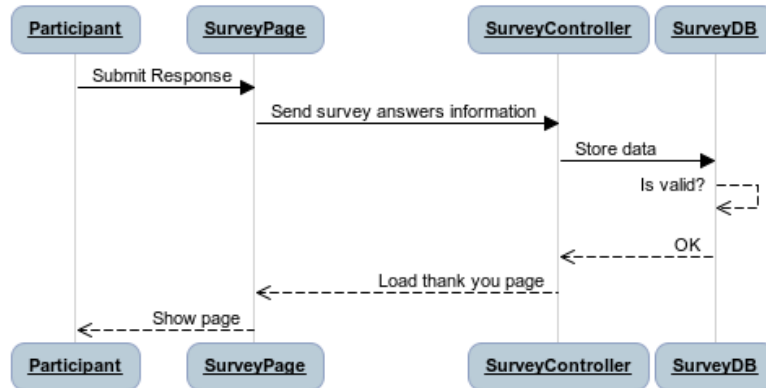 Participant
SurveyPage
SurveyController
SurveyDB
Submit Response
Send survey answers information
Store data
Is valid?
OK
Load thank you page
Show page
Participant
SurveyPage
SurveyController
SurveyDB